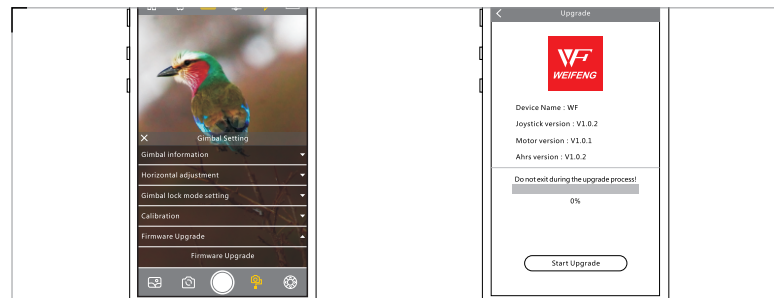 Gimbal Setting
Gimbal information
Horizontal adjustment
Gimbal lock mode setting
Calibration
Firmware Upgrade
Firmware Upgrade
Upgrade
WF
WEIFENG
Device Name : WF
Joystick version : V1.0.2
Motor version : V1.0.1
Ahrs version : V1.0.2
Do not exit during the upgrade process!
0%
Start Upgrade